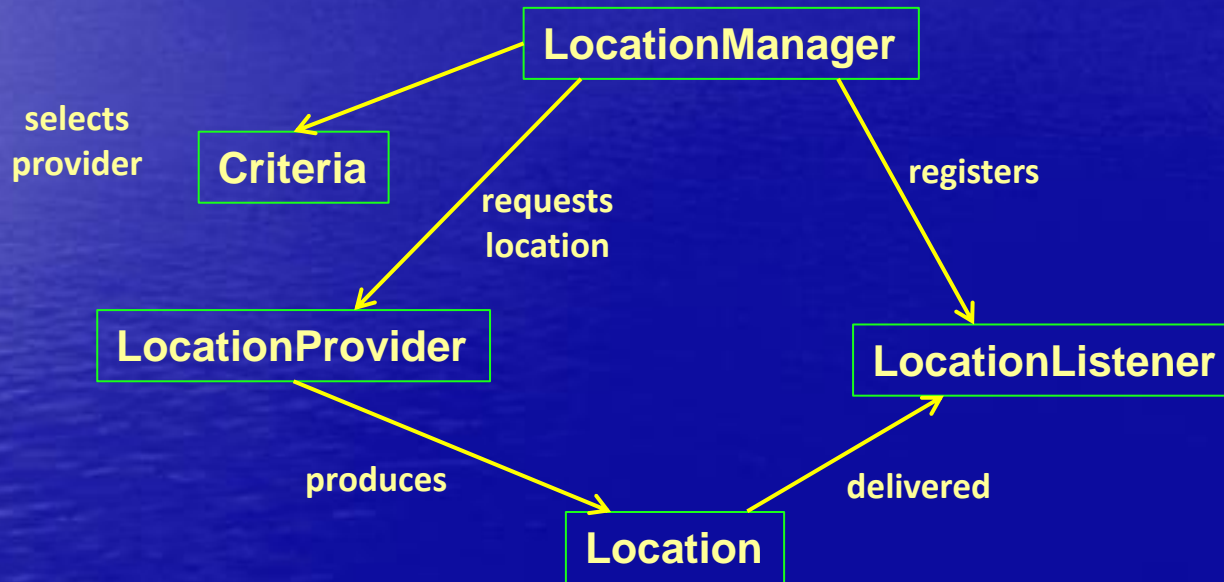 LocationManager
selects
provider
Criteria
registers
requests
location
LocationProvider
LocationListener
produces
delivered
Location